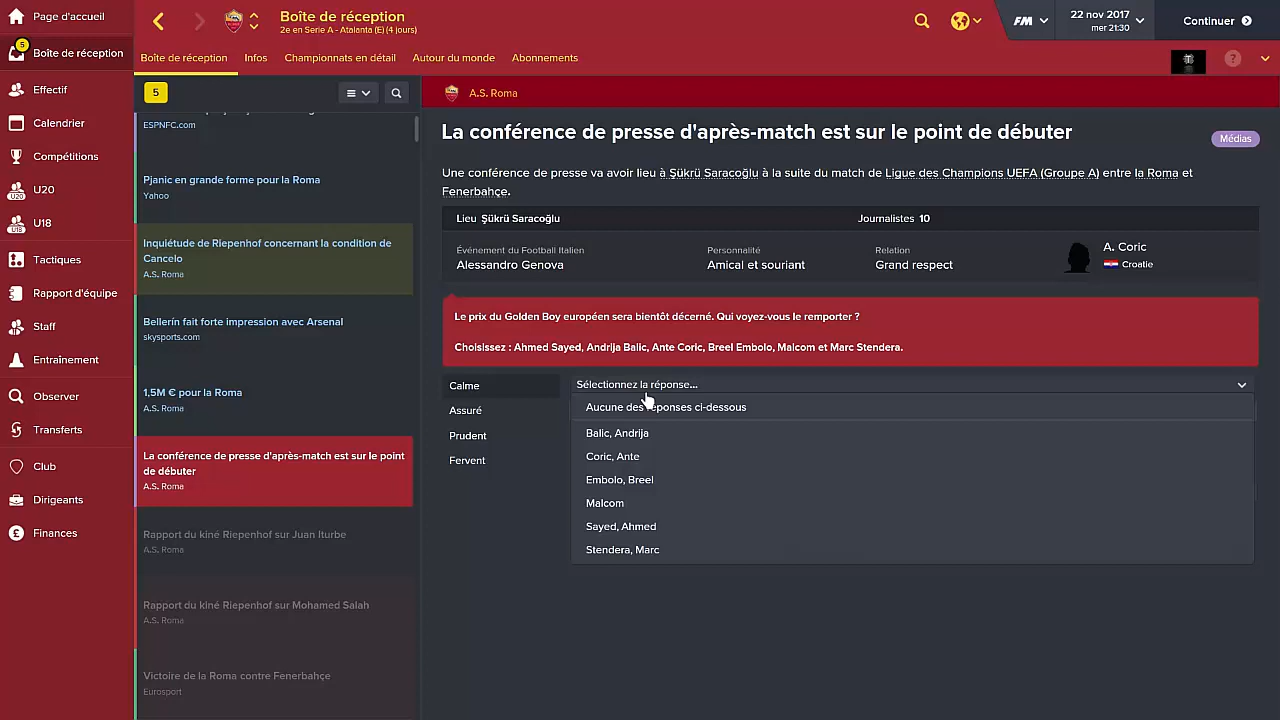 Page d'accueil
5
Boîte de réception
Effectif
Calendrier
Compétitions
U20
U20
U18
U18
Tactiques
Rapport d'équipe
Staff
Entraînement
Observer
Transferts
Club
Dirigeants
Finances
Boîte de réception
2e en Serie A - Atalanta (E) (4 jours)
FM
22 nov 2017
mer 21:30
Continuer
Boîte de réception
Infos
Championnats en détail
Autour du monde
Abonnements
?
5
ESPNFC.com
Pjanic en grande forme pour la Roma
Yahoo
Inquiétude de Riepenhof concernant la condition de
Cancelo
A.S. Roma
Bellerín fait forte impression avec Arsenal
skysports.com
1,5M € pour la Roma
A.S. Roma
La conférence de presse d'après-match est sur le point
de débuter
A.S. Roma
Rapport du kiné Riepenhof sur Juan Iturbe
A.S. Roma
Rapport du kiné Riepenhof sur Mohamed Salah
A.S. Roma
Victoire de la Roma contre Fenerbahçe
Eurosport
A.S. Roma
La conférence de presse d'après-match est sur le point de débuter
Médias
Une conférence de presse va avoir lieu à Şükrü Saracoğlu à la suite du match de Ligue des Champions UEFA (Groupe A) entre la Roma et
Fenerbahçe.
Lieu Şükrü Saracoğlu
Journalistes 10
Événement du Football Italien
Alessandro Genova
Personnalité
Amical et souriant
Relation
Grand respect
A. Coric
Croatie
Le prix du Golden Boy européen sera bientôt décerné. Qui voyez-vous le remporter ?
Choisissez : Ahmed Sayed, Andrija Balic, Ante Coric, Breel Embolo, Malcom et Marc Stendera.
Calme
Assuré
Prudent
Fervent
Sélectionnez la réponse...
Aucune des réponses ci-dessous
Balic, Andrija
Coric, Ante
Embolo, Breel
Malcom
Sayed, Ahmed
Stendera, Marc